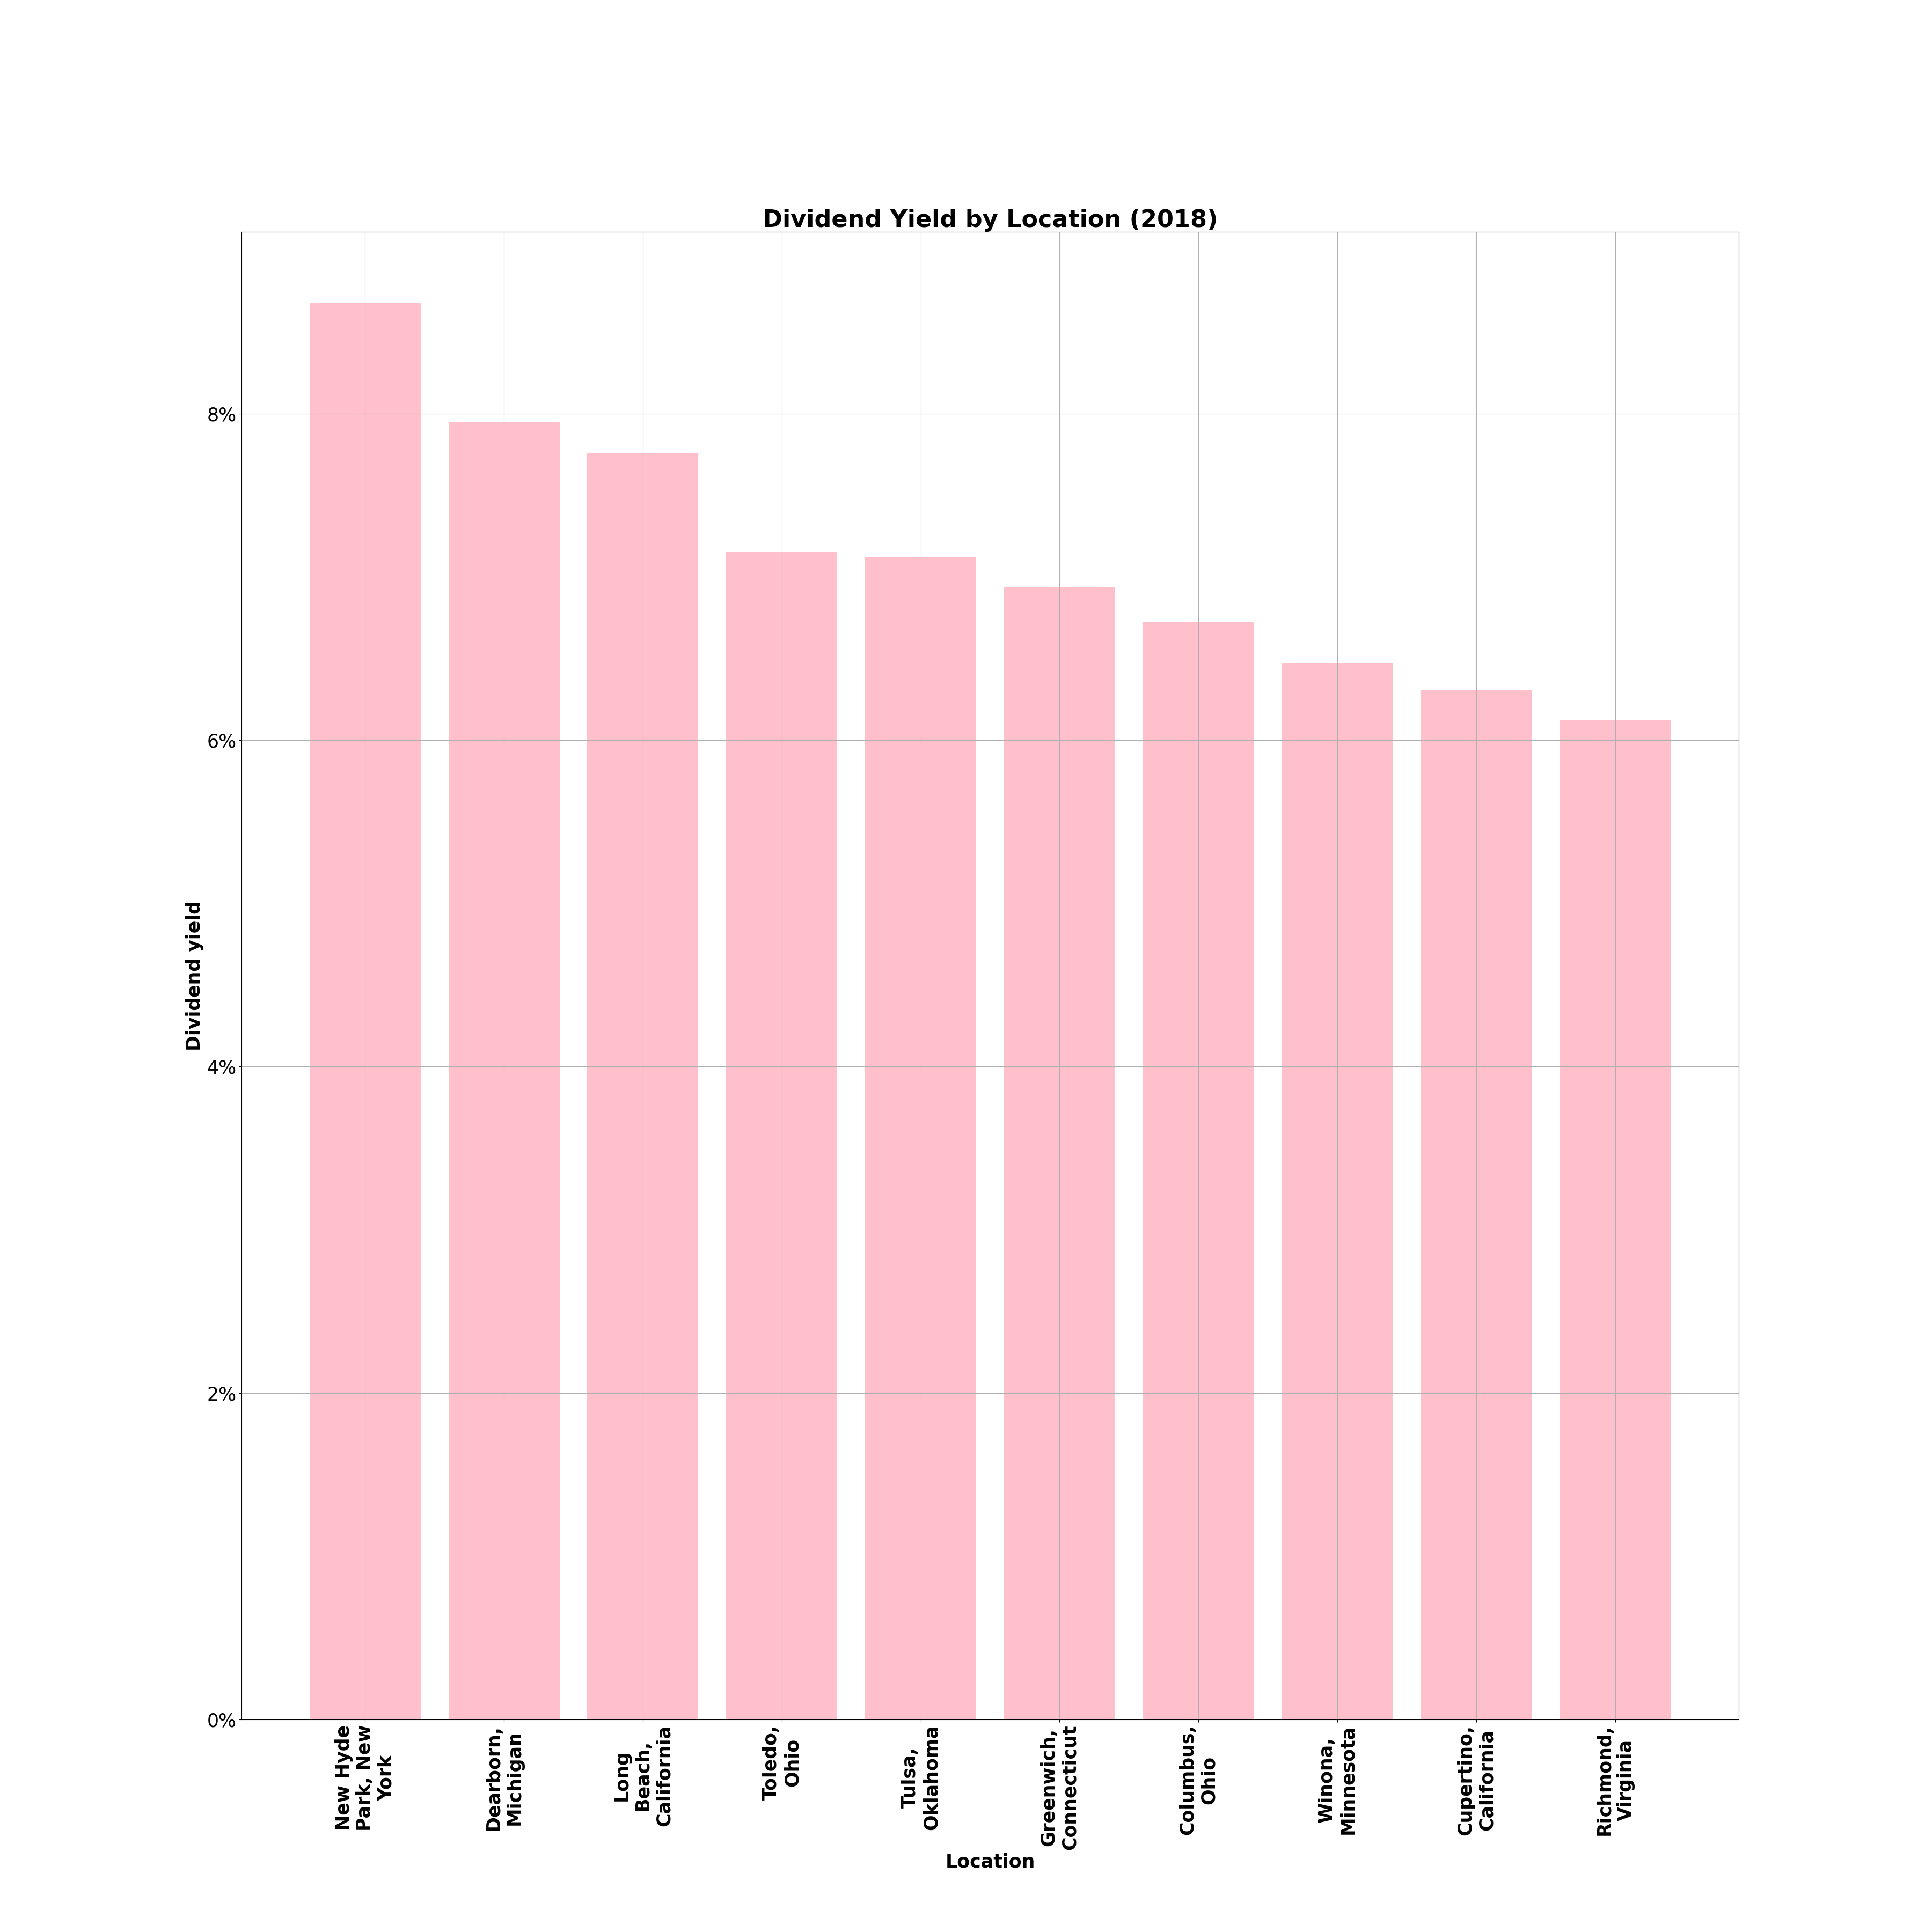 Dividend Yield by Location (2018)
Dividend yield
8%
6%
4%
2%
0%
New Hyde
Park, New
York
Dearborn,
Michigan
Long
Beach,
California
Toledo,
Ohio
Tulsa,
Oklahoma
Greenwich,
Connecticut
Columbus,
Ohio
Winona,
Minnesota
Cupertino,
California
Richmond,
Virginia
Location